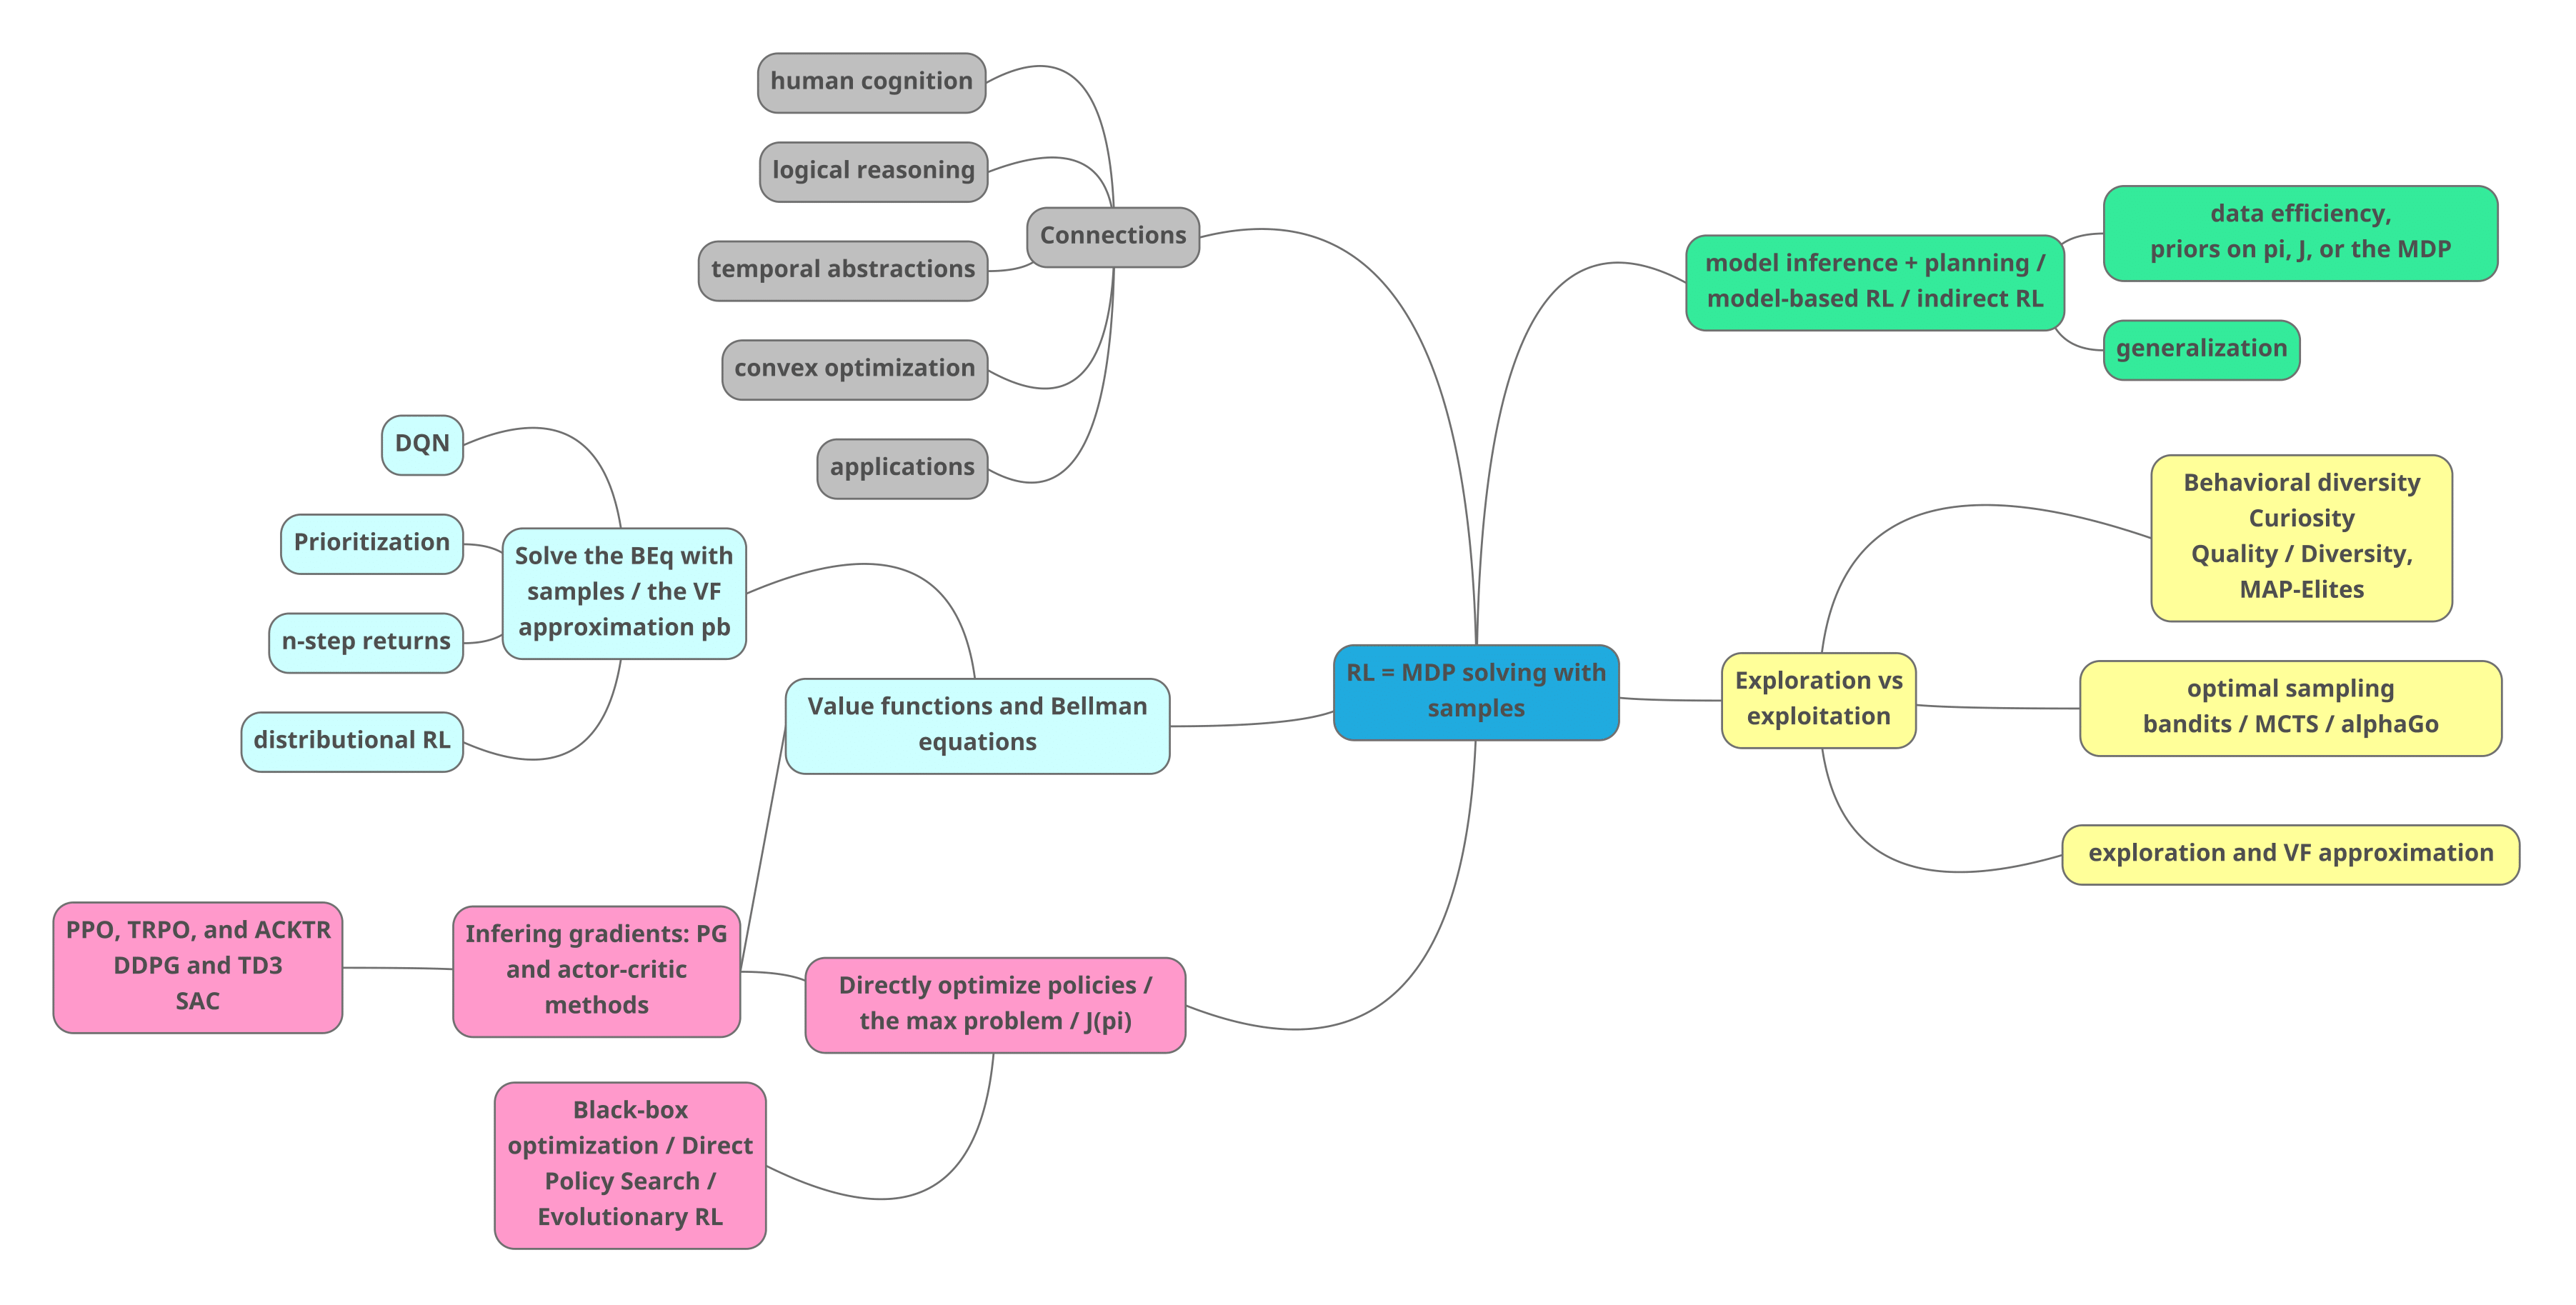 human cognition
logical reasoning
Connections
temporal abstractions
convex optimization
applications
DQN
Prioritization
Solve the BEq with
samples / the VF
approximation pb
n-step returns
distributional RL
Value functions and Bellman
equations
RL = MDP solving with
samples
PPO, TRPO, and ACKTR
DDPG and TD3
SAC
Infering gradients: PG
and actor-critic
methods
Directly optimize policies /
the max problem / J(pi)
Black-box
optimization / Direct
Policy Search /
Evolutionary RL
model inference + planning /
model-based RL / indirect RL
data efficiency,
priors on pi, J, or the MDP
generalization
Exploration vs
exploitation
Behavioral diversity
Curiosity
Quality / Diversity,
MAP-Elites
optimal sampling
bandits / MCTS / alphaGo
exploration and VF approximation